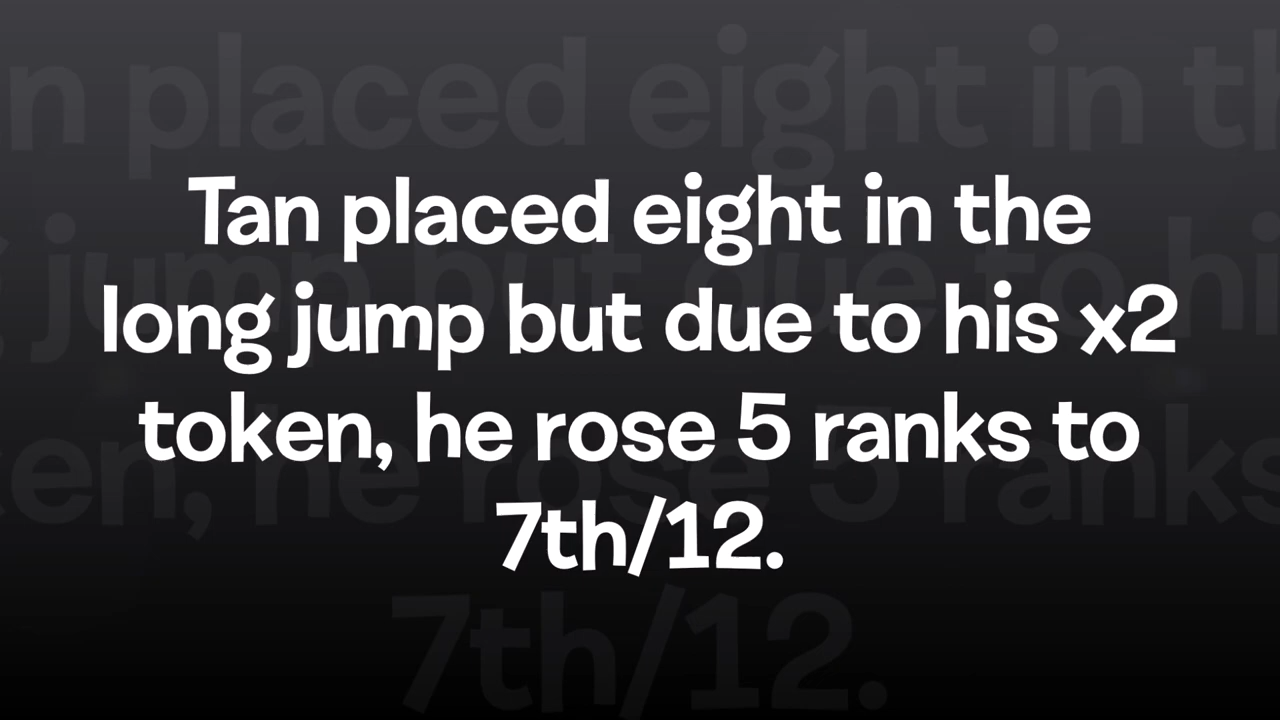 Tan placed eight in the
long jump but due to his x2
token, he rose 5 ranks to
7th/12.